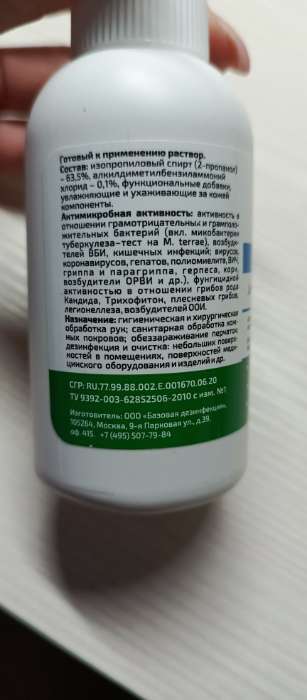 Готовый к применению раствор.
Состав: изопропиловый спирт (2-пропанол)
– 63,5%, алкилдиметилбензиламмоний
хлорид – 0,1%, функциональные добавки,
увлажняющие и ухаживающие за кожей
компоненты.
Антимикробная активность: активность в
отношении грамотрицательных и грамполо-
жительных бактерий (вкл. микобактерии
туберкулеза–тест на M. terrae), возбуди-
телей ВБИ, кишечных инфекций; вирусов,
коронавирусов, гепатов, полиомиелита, ВИЧ,
гриппа и парагриппа, герпеса, кори,
возбудители ОРВИ и др.), фунгицидной
активностью в отношении грибов рода
Кандида, Трихофитон, плесневых грибов,
легионеллеза, возбудителей ООИ.
Назначение: гигиеническая и хирургическая
обработка рук; санитарная обработка кож-
ных покровов; обеззараживание перчаток,
дезинфекция и очистка: небольших поверх-
ностей в помещениях, поверхностей меди-
цинского оборудования и изделий и др.
СГР: RU.77.99.88.002.E.001670.06.20
TУ 9392-003-62852506-2010 с изм. №1
Изготовитель: ООО «Базовая дезинфекция»,
105264, Москва, 9-я Парковая ул., д.39,
оф. 415. +7 (495) 507-79-84